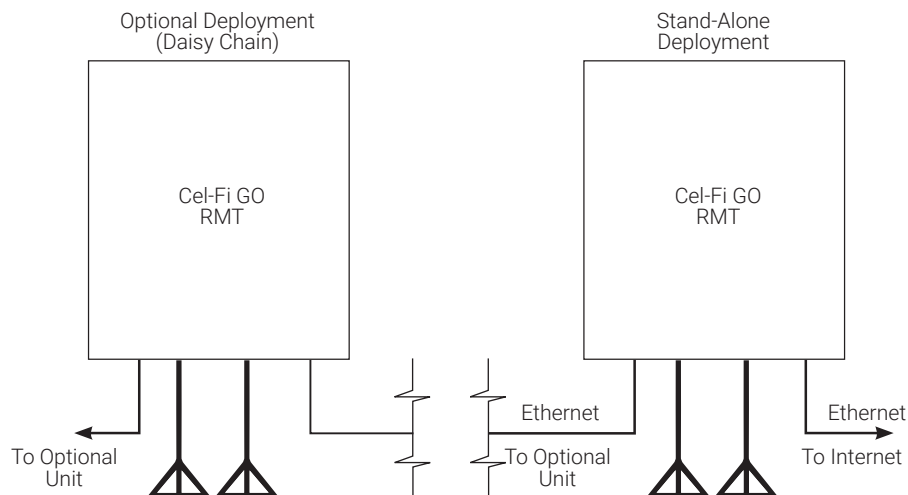 Optional Deployment
(Daisy Chain)
Stand-Alone
Deployment
Cel-Fi GO
RMT
Cel-Fi GO
RMT
Ethernet
Ethernet
To Optional
Unit
To Optional
Unit
To Internet